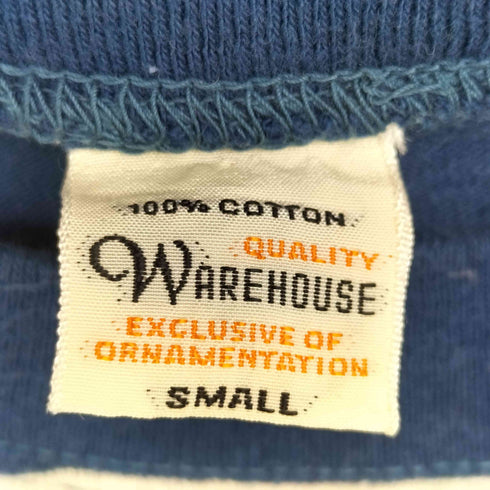 100% COTTON
QUALITY
WAREHOUSE
EXCLUSIVE OF
ORNAMENTATION
SMALL